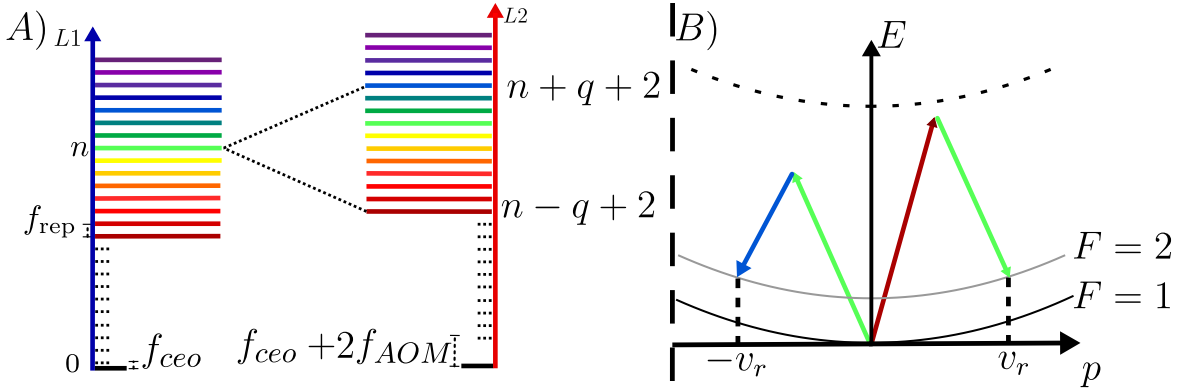 A)
L1
n
f_rep
0
f_ceo
L2
n + q + 2
n − q + 2
f_ceo +2f_AOM
B)
E
F = 2
F = 1
−v_r
v_r
p